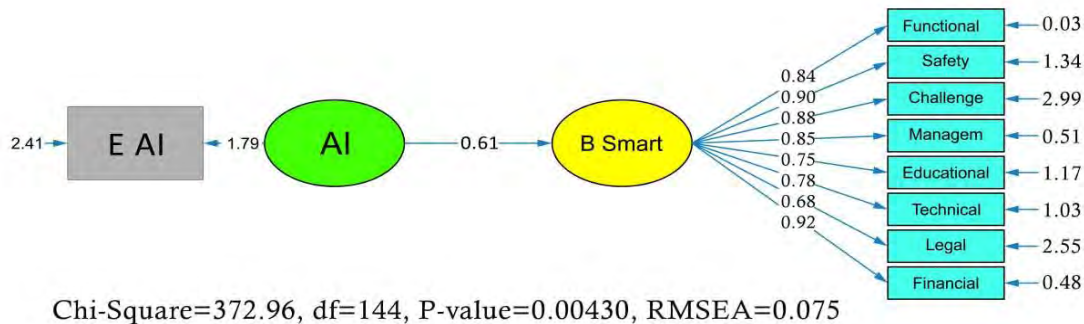 Functional
0.03
Safety
1.34
Challenge
2.99
Managem
0.51
Educational
1.17
Technical
1.03
Legal
2.55
Financial
0.48
0.84
0.90
0.88
0.85
0.75
0.78
0.68
0.92
2.41
E AI
1.79
AI
0.61
B Smart
Chi-Square=372.96, df=144, P-value=0.00430, RMSEA=0.075